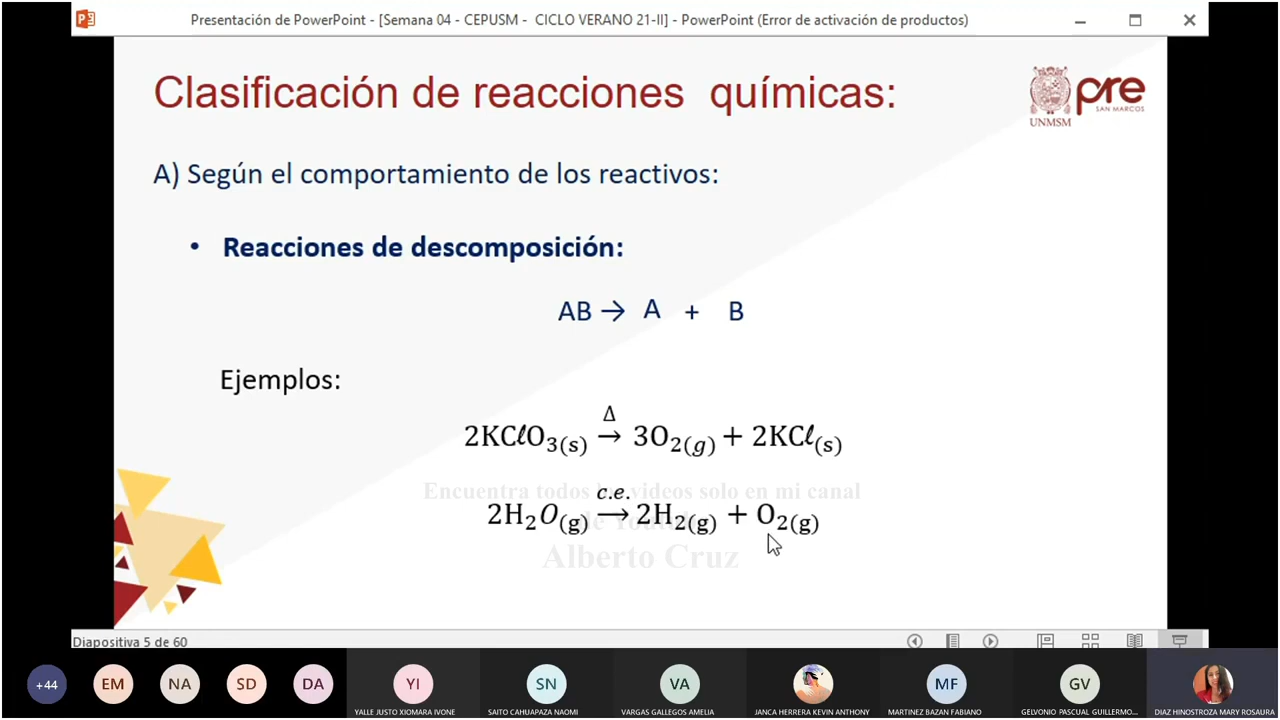 Presentación de PowerPoint - [Semana 04 - CEPUSM - CICLO VERANO 21-II] - PowerPoint (Error de activación de productos)
Clasificación de reacciones químicas:
UNMSM
pre
SAN MARCOS
A) Según el comportamiento de los reactivos:
• Reacciones de descomposición:
AB → A + B
Ejemplos:
Δ
2KCℓO₃(s) → 3O₂(g) + 2KCℓ(s)
Encuentra todos los videos solo en mi canal
c.e.
2H₂O(g) → 2H₂(g) + O₂(g)
de Youtube
Alberto Cruz
Diapositiva 5 de 60
+44 EM NA SD DA YI SN VA MF GV
YALLE JUSTO XIOMARA IVONE SAITO CAHUAPAZA NAOMI VARGAS GALLEGOS AMELIA JANCA HERRERA KEVIN ANTHONY MARTINEZ BAZAN FABIANO GELVONIO PASCUAL GUILLERMO... DIAZ HINOSTROZA MARY ROSAURA